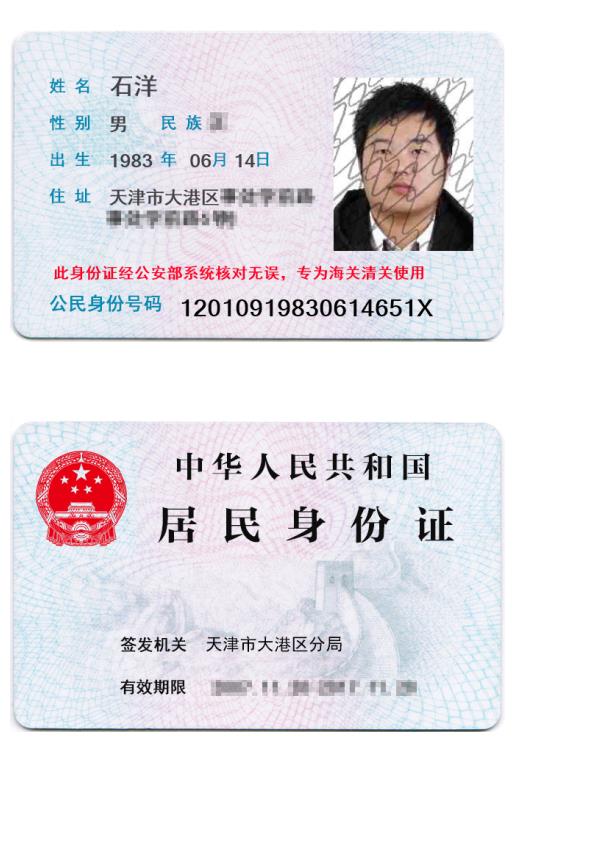 姓名 石洋
性别 男 民族
出生 1983 年 06月 14日
住址 天津市大港区
此身份证经公安部系统核对无误，专为海关清关使用
公民身份号码 12010919830614651X
中华人民共和国
居民身份证
签发机关 天津市大港区分局
有效期限